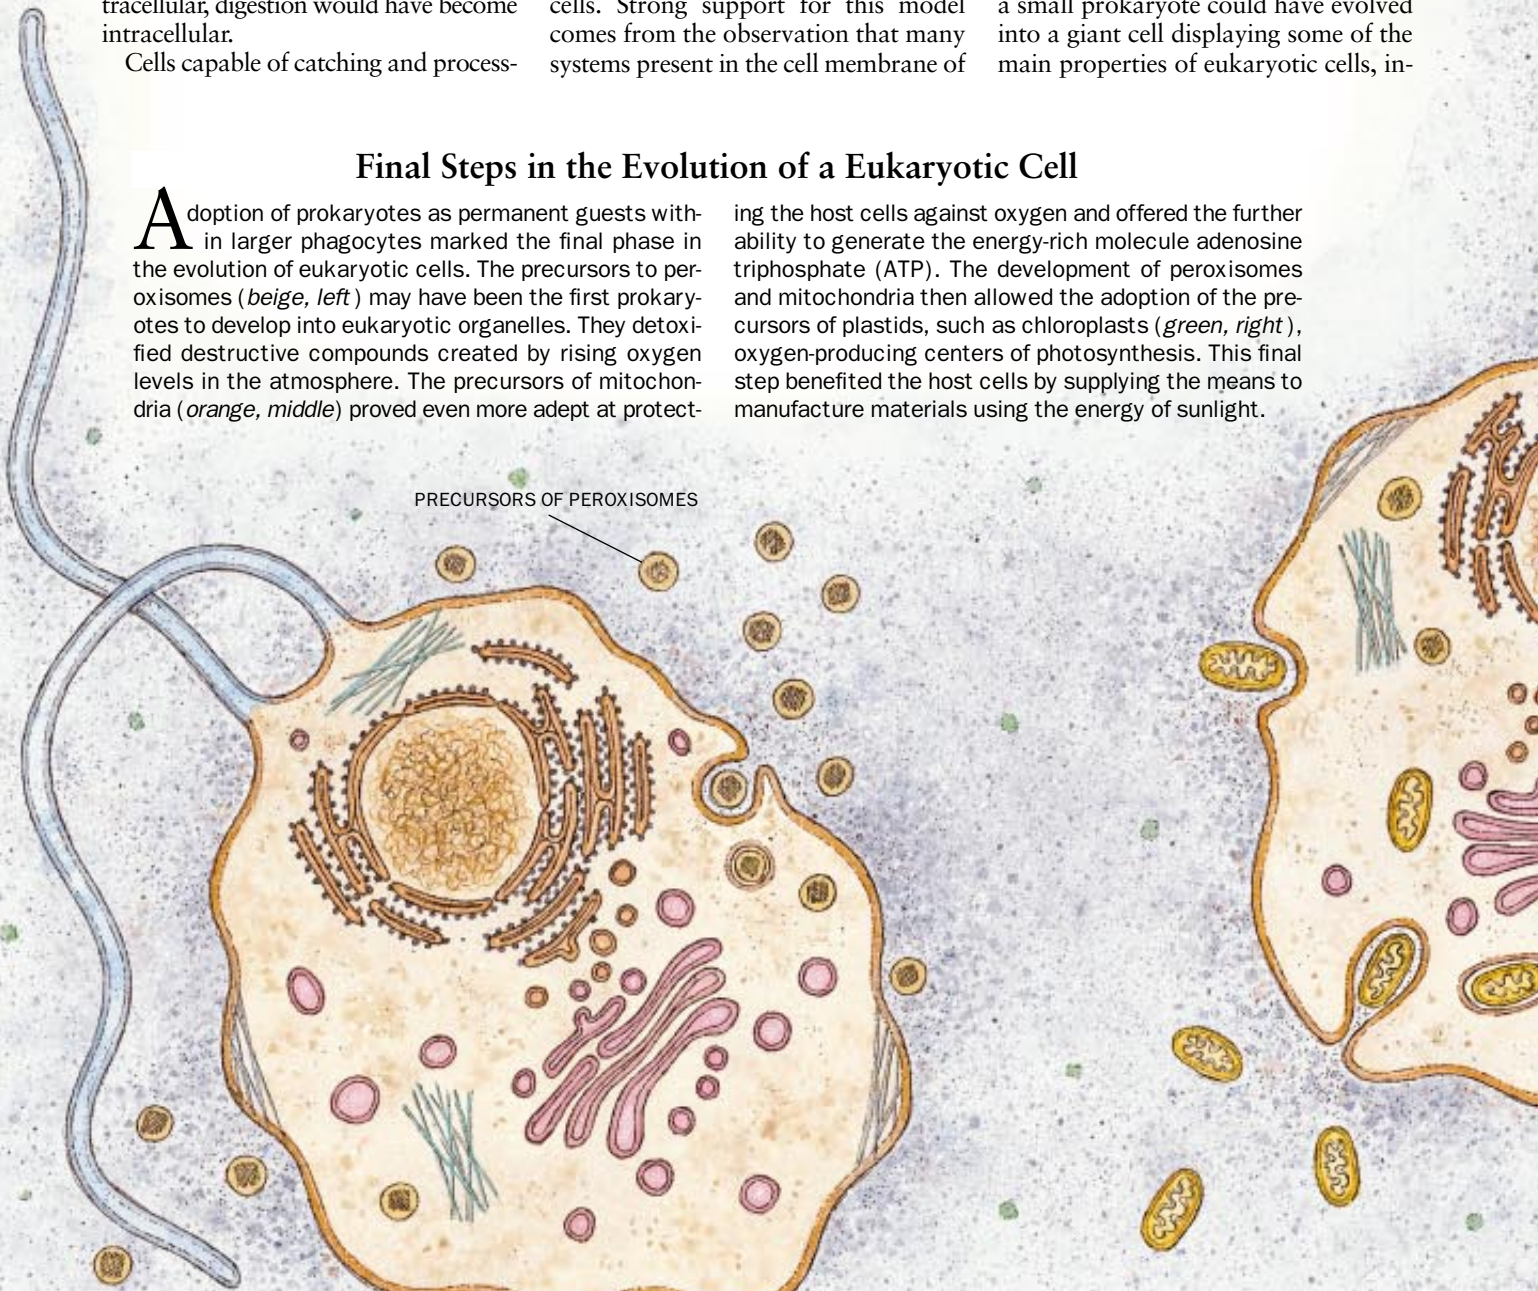 tracellular, digestion would have become
intracellular.
Cells capable of catching and process-
cells. Strong support for this model
comes from the observation that many
systems present in the cell membrane of
a small prokaryote could have evolved
into a giant cell displaying some of the
main properties of eukaryotic cells, in-
Final Steps in the Evolution of a Eukaryotic Cell
Adoption of prokaryotes as permanent guests with-
in larger phagocytes marked the final phase in
the evolution of eukaryotic cells. The precursors to per-
oxisomes (beige, left) may have been the first prokary-
otes to develop into eukaryotic organelles. They detoxi-
fied destructive compounds created by rising oxygen
levels in the atmosphere. The precursors of mitochon-
dria (orange, middle) proved even more adept at protect-
ing the host cells against oxygen and offered the further
ability to generate the energy-rich molecule adenosine
triphosphate (ATP). The development of peroxisomes
and mitochondria then allowed the adoption of the pre-
cursors of plastids, such as chloroplasts (green, right),
oxygen-producing centers of photosynthesis. This final
step benefited the host cells by supplying the means to
manufacture materials using the energy of sunlight.
PRECURSORS OF PEROXISOMES